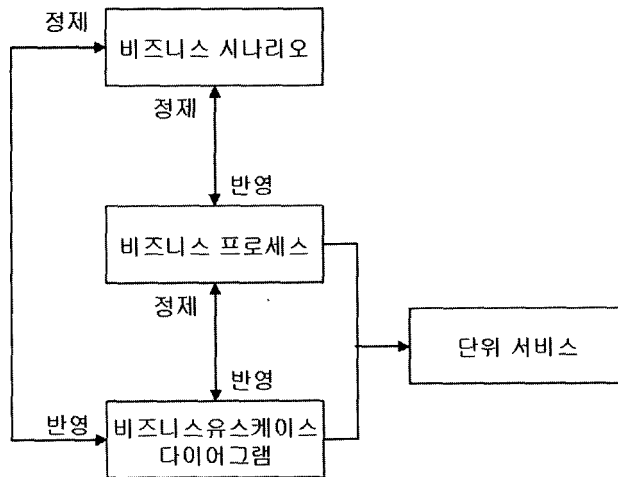 정제
비즈니스 시나리오
정제
반영
비즈니스 프로세스
정제
단위 서비스
반영
반영
비즈니스유스케이스
다이어그램